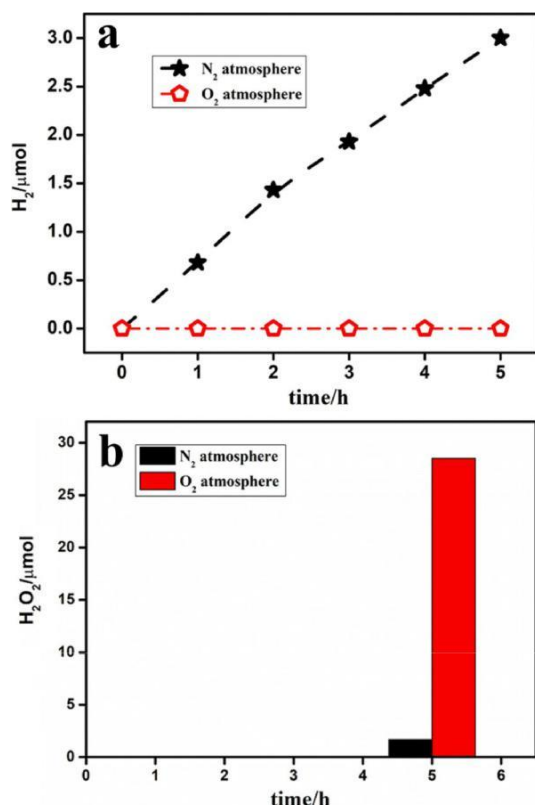 a
N₂ atmosphere
O₂ atmosphere
H₂/μmol
3.0
2.5
2.0
1.5
1.0
0.5
0.0
0 1 2 3 4 5
time/h
b
N₂ atmosphere
O₂ atmosphere
H₂O₂/μmol
30
25
20
15
10
5
0
0 1 2 3 4 5 6
time/h